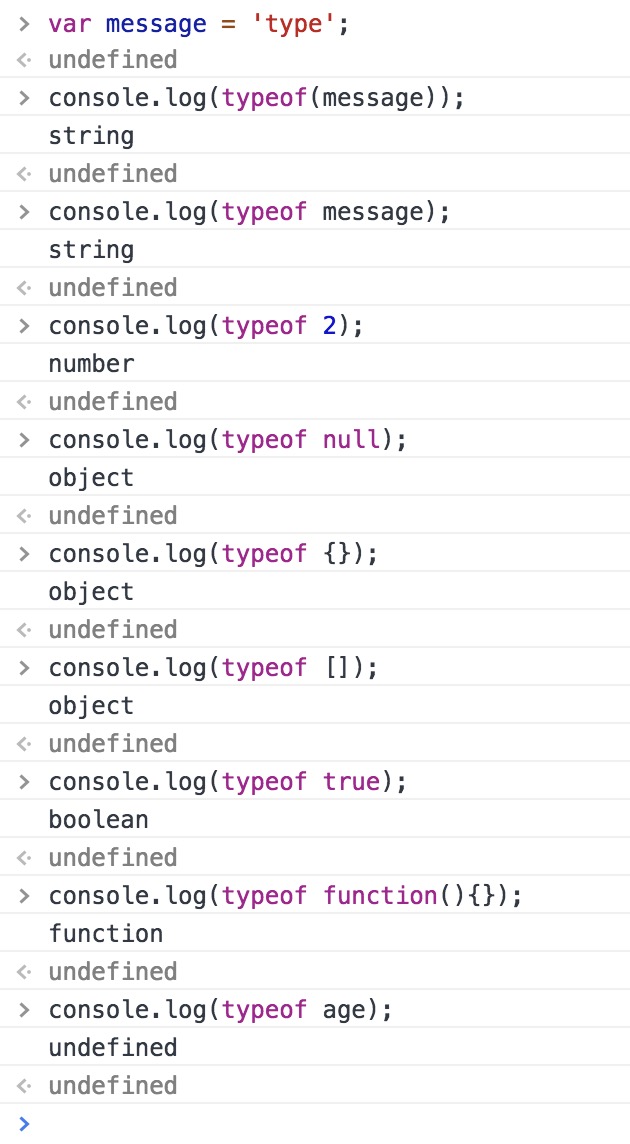 > var message = 'type';
<· undefined
> console.log(typeof(message));
string
<· undefined
> console.log(typeof message);
string
<· undefined
> console.log(typeof 2);
number
<· undefined
> console.log(typeof null);
object
<· undefined
> console.log(typeof {});
object
<· undefined
> console.log(typeof []);
object
<· undefined
> console.log(typeof true);
boolean
<· undefined
> console.log(typeof function(){});
function
<· undefined
> console.log(typeof age);
undefined
<· undefined
>